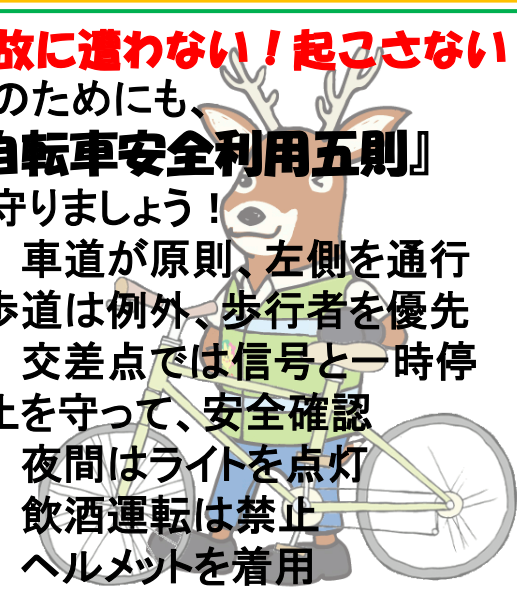 故に遭わない！起こさない
のためにも、
自転車安全利用五則』
守りましょう！
車道が原則、左側を通行
歩道は例外、歩行者を優先
交差点では信号と一時停
止を守って、安全確認
夜間はライトを点灯
飲酒運転は禁止
ヘルメットを着用